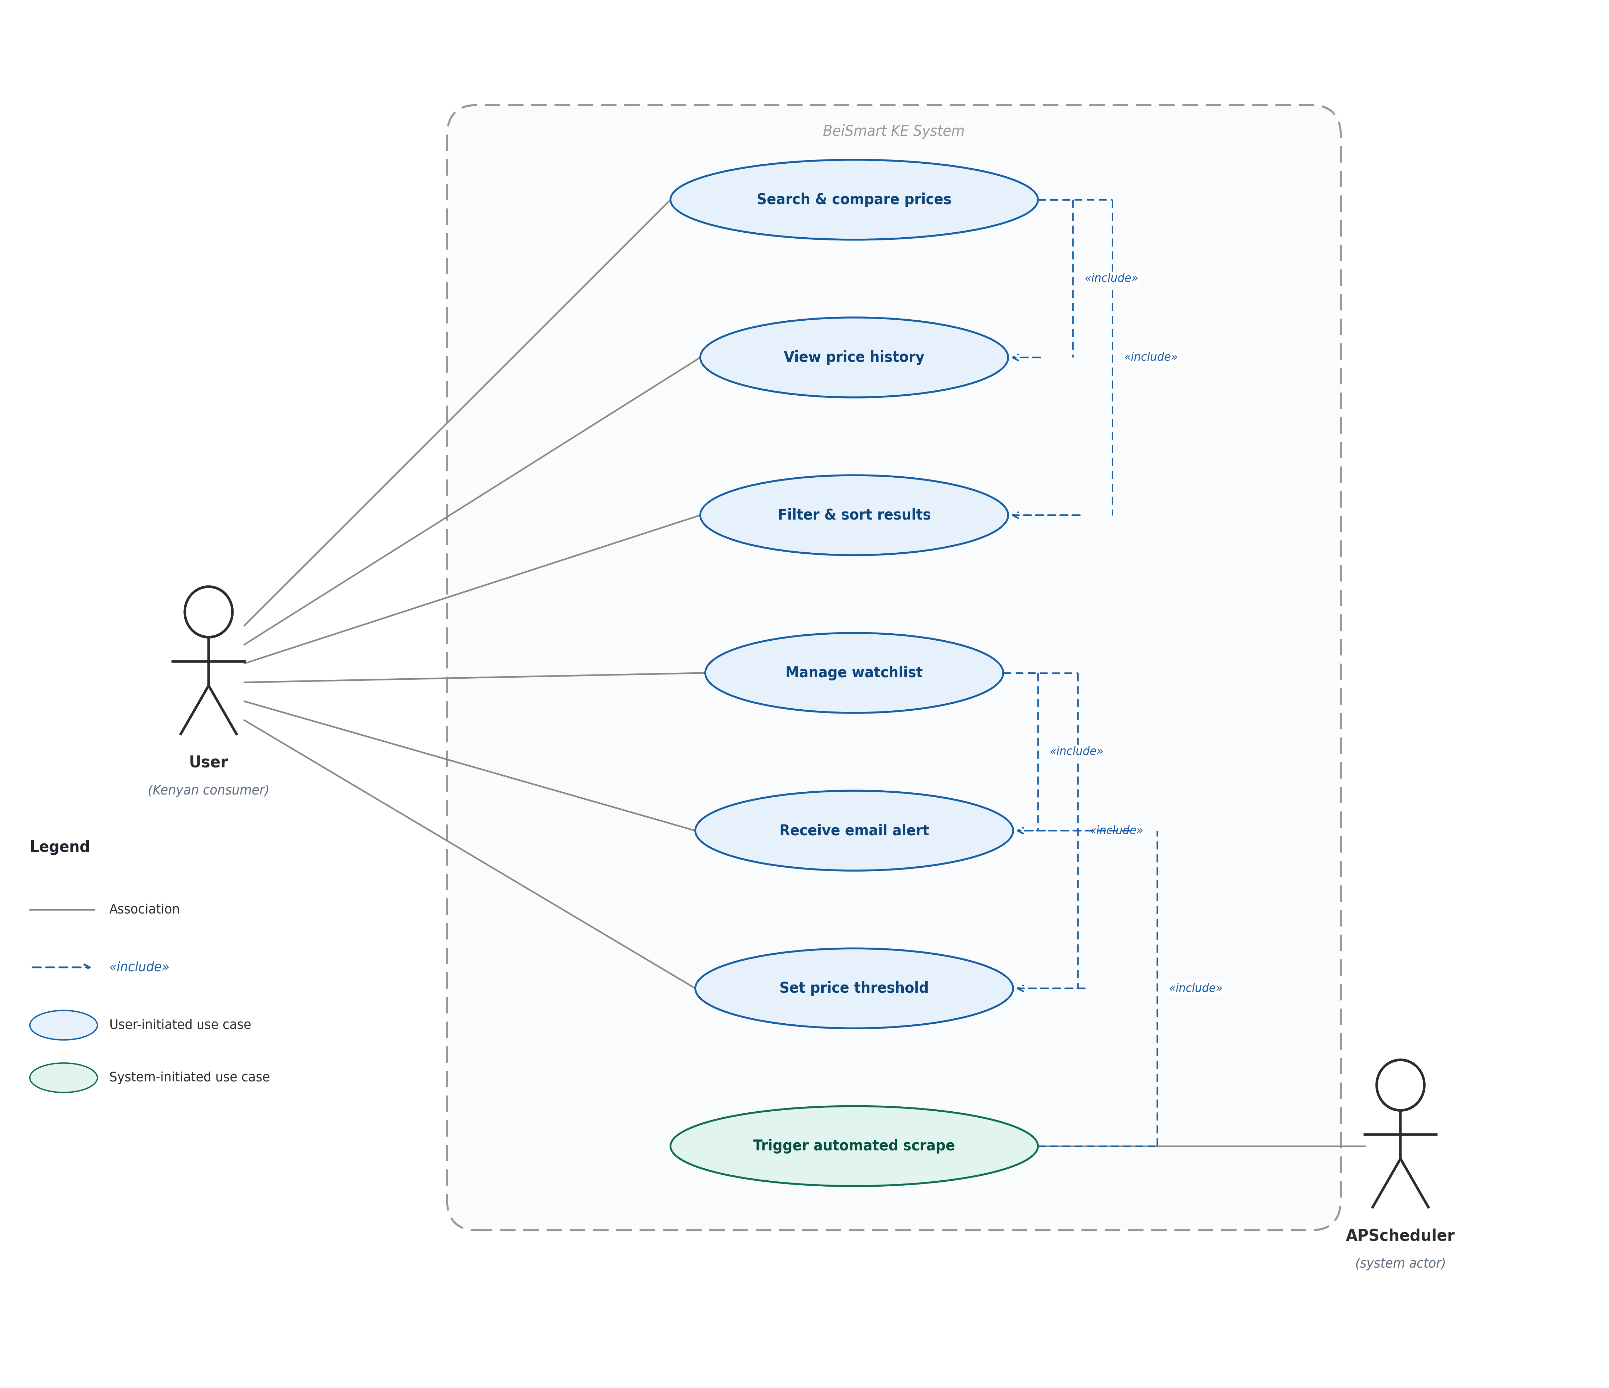 BeiSmart KE System
Search & compare prices
«include»
View price history
«include»
Filter & sort results
Manage watchlist
«include»
User
(Kenyan consumer)
Receive email alert
«include»
Legend
Association
«include»
Set price threshold
«include»
User-initiated use case
System-initiated use case
Trigger automated scrape
APScheduler
(system actor)